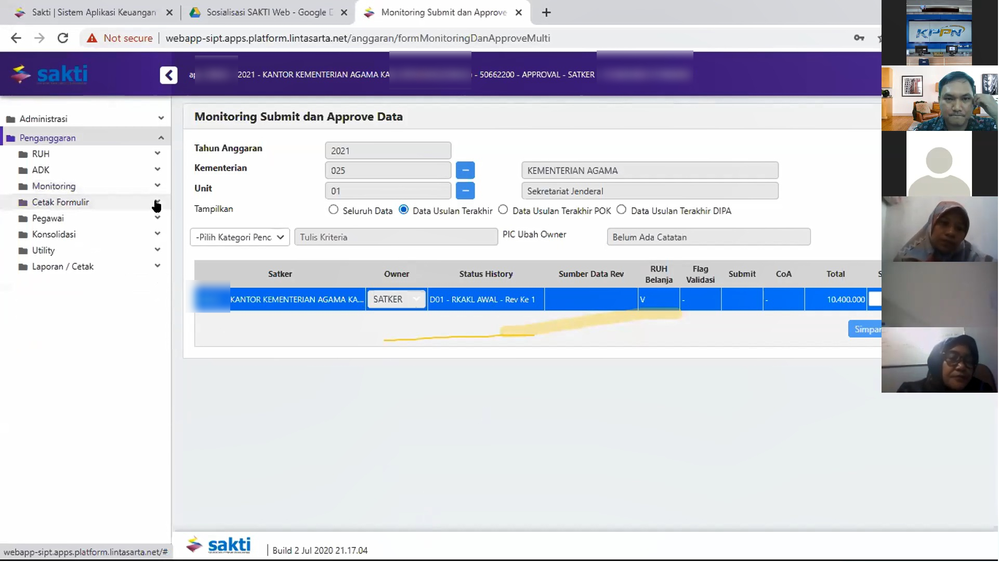 Sakti | Sistem Aplikasi Keuangan
Sosialisasi SAKTI Web - Google
Monitoring Submit dan Approve
Not secure
webapp-sipt.apps.platform.lintasarta.net/anggaran/formMonitoringDanApproveMulti
KPPN
sakti
2021 - KANTOR KEMENTERIAN AGAMA KA
- 50662200 - APPROVAL - SATKER
Administrasi
Penganggaran
RUH
ADK
Monitoring
Cetak Formulir
Pegawai
Konsolidasi
Utility
Laporan / Cetak
Monitoring Submit dan Approve Data
Tahun Anggaran 2021
Kementerian 025 KEMENTERIAN AGAMA
Unit 01 Sekretariat Jenderal
Tampilkan Seluruh Data Data Usulan Terakhir Data Usulan Terakhir POK Data Usulan Terakhir DIPA
-Pilih Kategori Penc Tulis Kriteria PIC Ubah Owner Belum Ada Catatan
Satker Owner Status History Sumber Data Rev RUH Belanja Flag Validasi Submit CoA Total
KANTOR KEMENTERIAN AGAMA KA... SATKER D01 - RKAKL AWAL - Rev Ke 1 V - - 10.400.000
Simpan
webapp-sipt.apps.platform.lintasarta.net/#
sakti
Build 2 Jul 2020 21.17.04